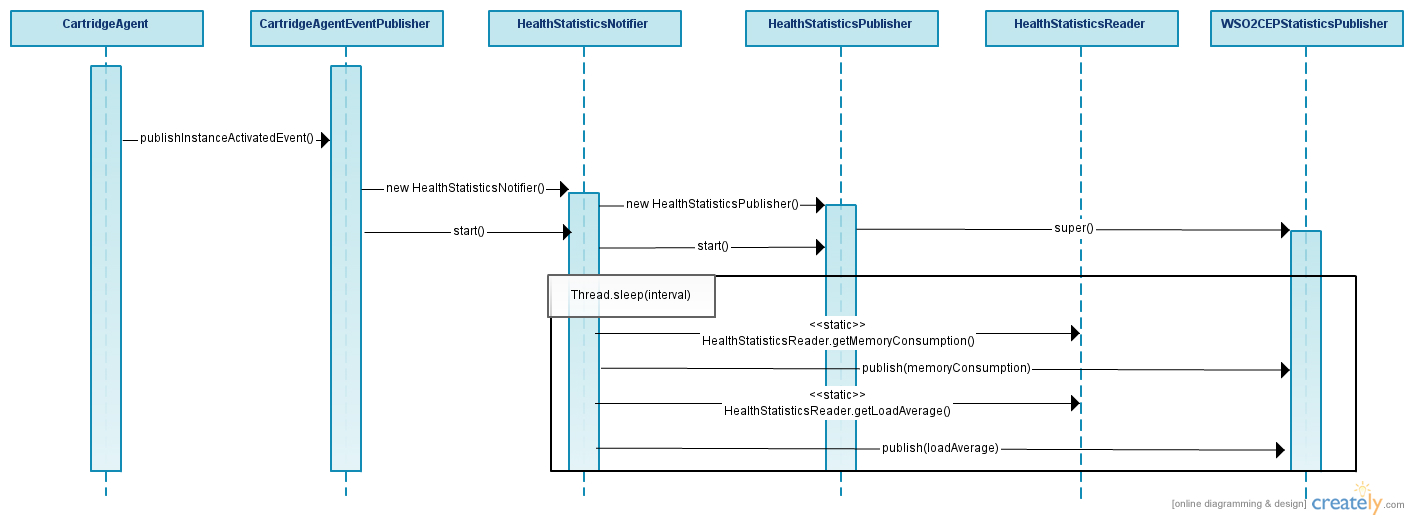 CartridgeAgent
CartridgeAgentEventPublisher
HealthStatisticsNotifier
HealthStatisticsPublisher
HealthStatisticsReader
WSO2CEPStatisticsPublisher
publishInstanceActivatedEvent()
new HealthStatisticsNotifier()
new HealthStatisticsPublisher()
start()
super()
start()
Thread.sleep(interval)
<<static>>
HealthStatisticsReader.getMemoryConsumption()
publish(memoryConsumption)
<<static>>
HealthStatisticsReader.getLoadAverage()
publish(loadAverage)
[online diagramming & design] creately.com